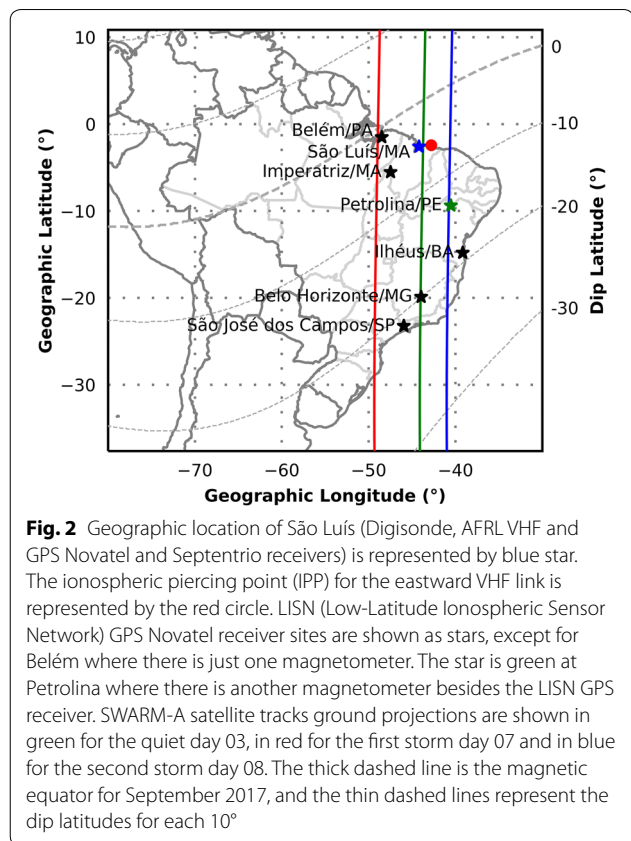 10
0
−10
−20
−30
Geographic Latitude (°)
Belém/PA
São Luís/MA
Imperatriz/MA
Petrolina/PE
Ilhéus/BA
Belo Horizonte/MG
São José dos Campos/SP
0
-10
-20
-30
Dip Latitude (°)
−70 −60 −50 −40
Geographic Longitude (°)
Fig. 2 Geographic location of São Luís (Digisonde, AFRL VHF and
GPS Novatel and Septentrio receivers) is represented by blue star.
The ionospheric piercing point (IPP) for the eastward VHF link is
represented by the red circle. LISN (Low-Latitude Ionospheric Sensor
Network) GPS Novatel receiver sites are shown as stars, except for
Belém where there is just one magnetometer. The star is green at
Petrolina where there is another magnetometer besides the LISN GPS
receiver. SWARM-A satellite tracks ground projections are shown in
green for the quiet day 03, in red for the first storm day 07 and in blue
for the second storm day 08. The thick dashed line is the magnetic
equator for September 2017, and the thin dashed lines represent the
dip latitudes for each 10°